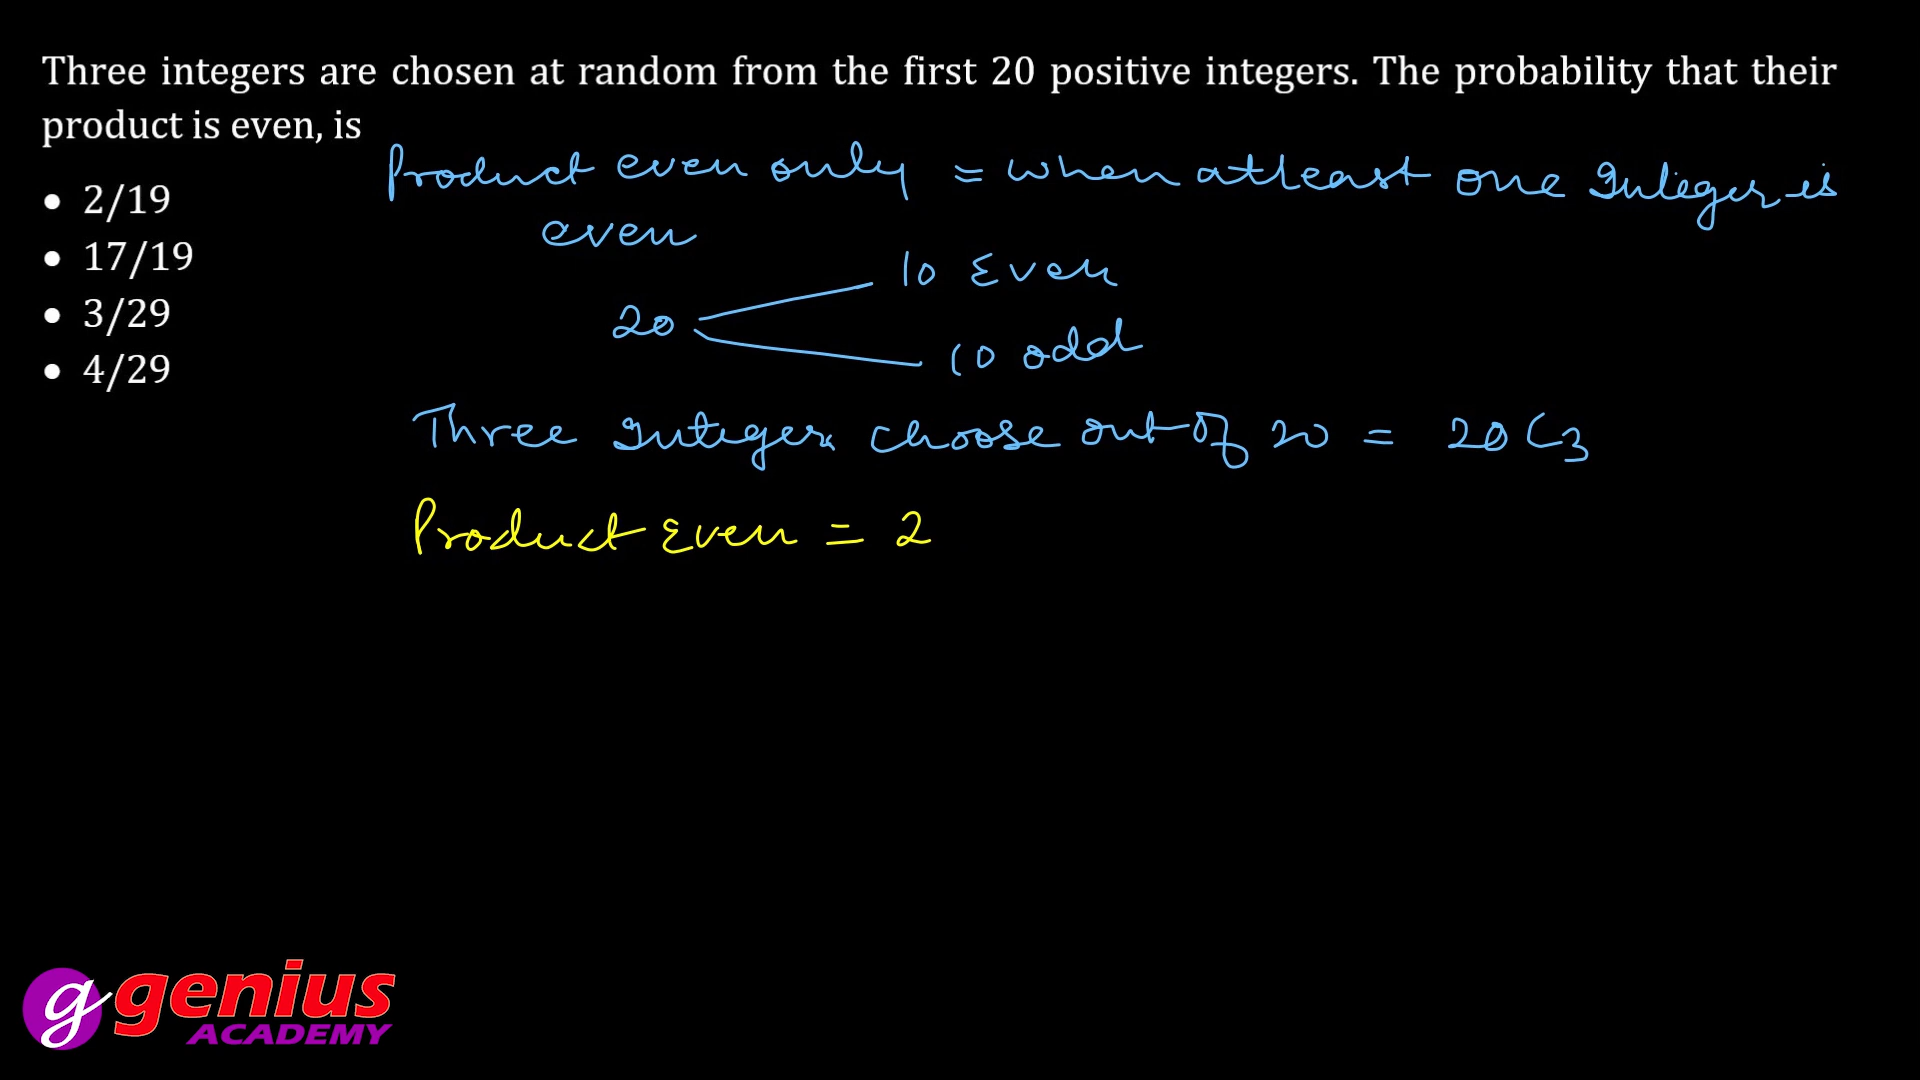 Three integers are chosen at random from the first 20 positive integers. The probability that their
product is even, is
• 2/19
• 17/19
• 3/29
• 4/29
Product even only = when atleast one Integer is
even
20
10 Even
10 odd
Three Integers choose out of 20 = 20C3
Product Even = 2
g genius
ACADEMY